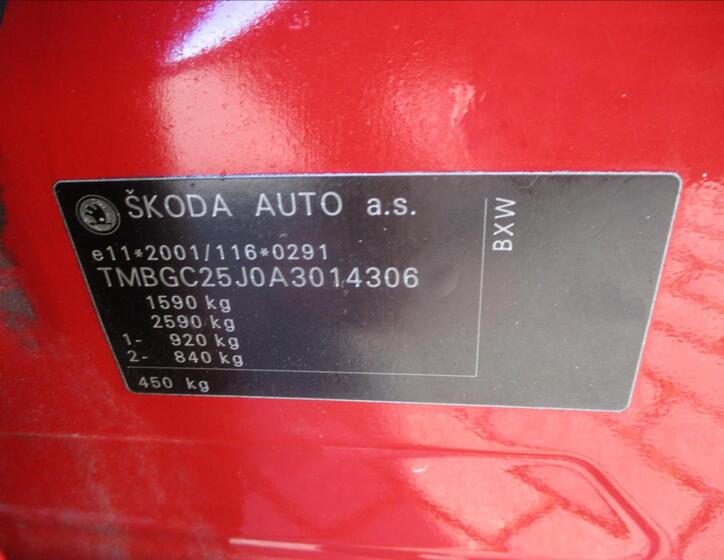 ŠKODA AUTO a.s.
e11*2001/116*0291
TMBGC25J0A3014306
1590 kg
2590 kg
1- 920 kg
2- 840 kg
450 kg
BXW